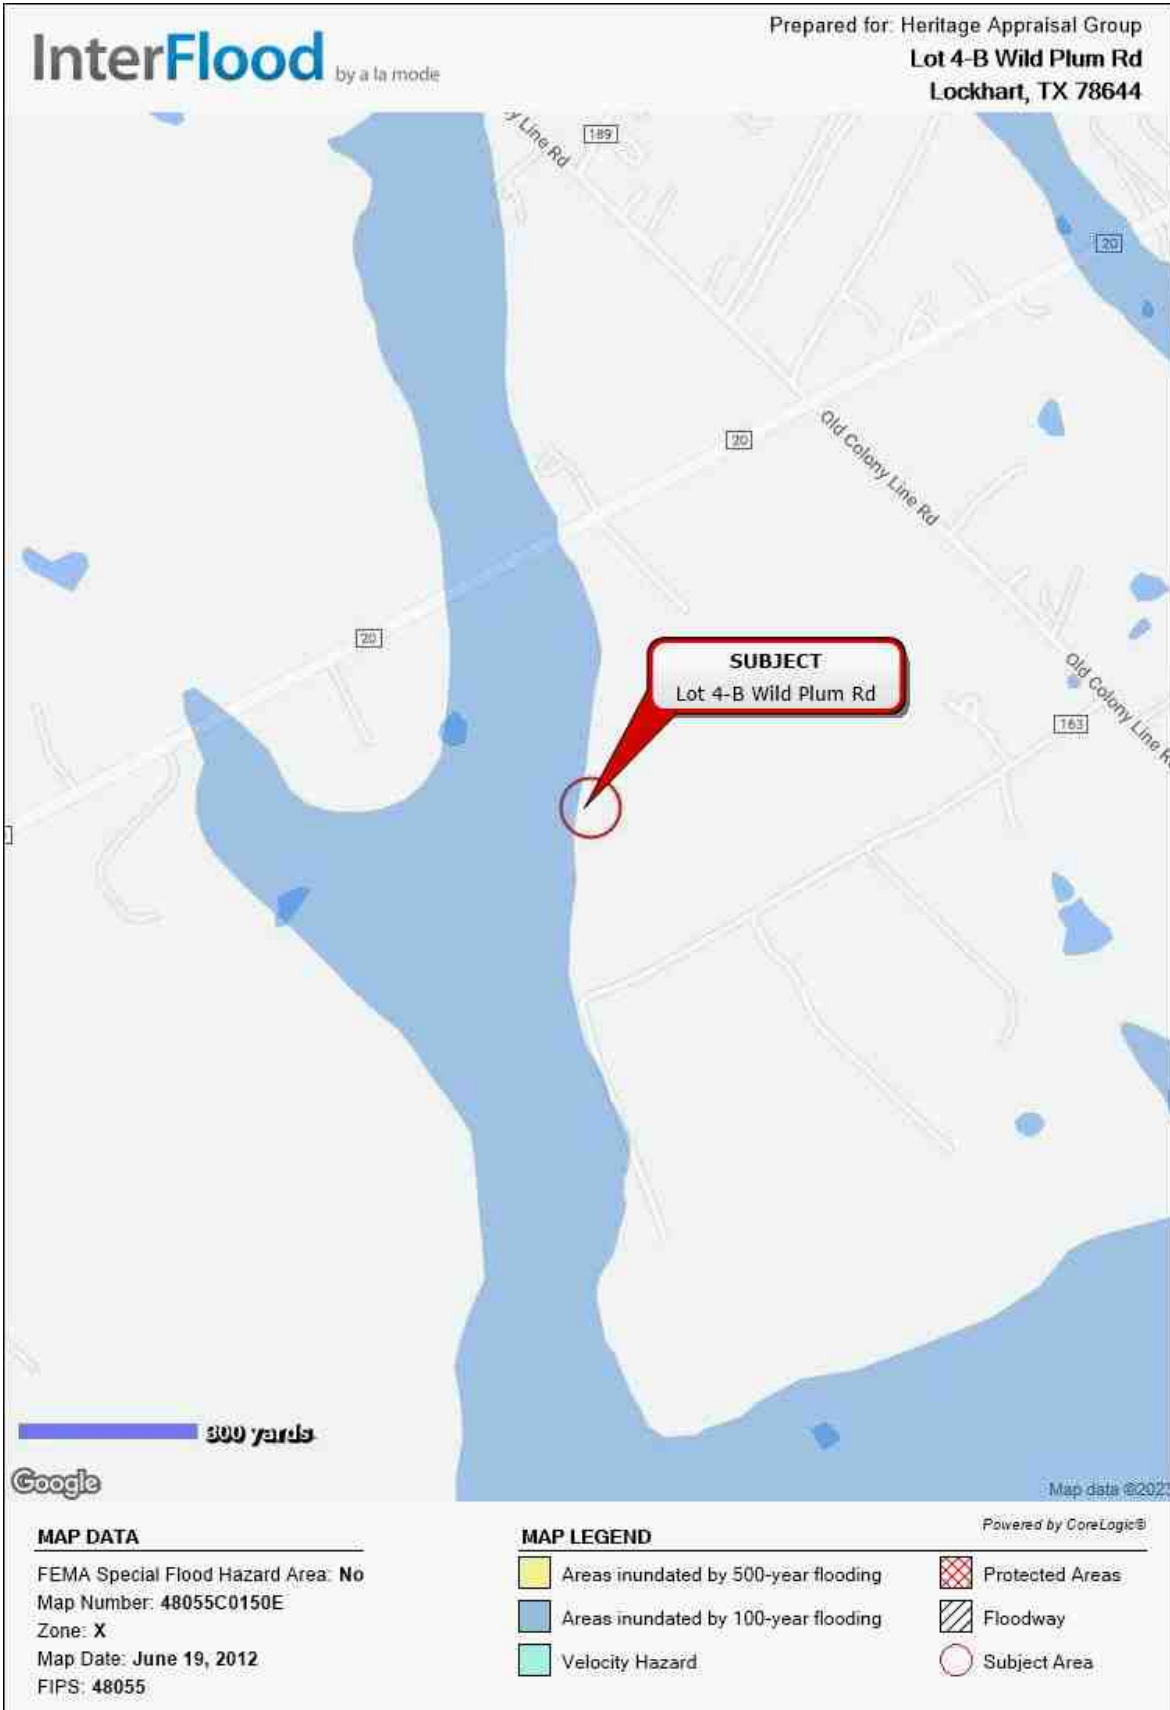 InterFlood by a la mode
Prepared for: Heritage Appraisal Group
Lot 4-B Wild Plum Rd
Lockhart, TX 78644
y Line Rd
189
20
20
Old Colony Line Rd
20
SUBJECT
Lot 4-B Wild Plum Rd
Old Colony Line R
163
300 yards
Google
Map data ©2023
Powered by CoreLogic®
MAP DATA
FEMA Special Flood Hazard Area: No
Map Number: 48055C0150E
Zone: X
Map Date: June 19, 2012
FIPS: 48055
MAP LEGEND
Areas inundated by 500-year flooding
Areas inundated by 100-year flooding
Velocity Hazard
Protected Areas
Floodway
Subject Area